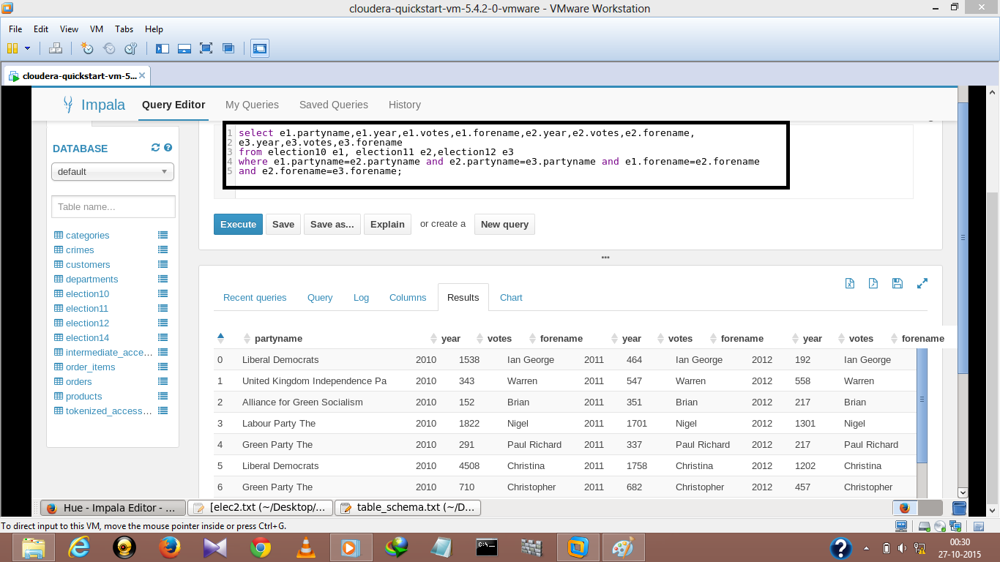 cloudera-quickstart-vm-5.4.2-0-vmware - VMware Workstation
File Edit View VM Tabs Help
cloudera-quickstart-vm-5...
Impala Query Editor My Queries Saved Queries History
DATABASE
default
Table name...
categories
crimes
customers
departments
election10
election11
election12
election14
intermediate_acce...
order_items
orders
products
tokenized_access...
1 select e1.partyname,e1.year,e1.votes,e1.forename,e2.year,e2.votes,e2.forename,
2 e3.year,e3.votes,e3.forename
3 from election10 e1, election11 e2,election12 e3
4 where e1.partyname=e2.partyname and e2.partyname=e3.partyname and e1.forename=e2.forename
5 and e2.forename=e3.forename;
Execute Save Save as... Explain or create a New query
Recent queries Query Log Columns Results Chart
partyname year votes forename year votes forename year votes forename
0 Liberal Democrats 2010 1538 Ian George 2011 464 Ian George 2012 192 Ian George
1 United Kingdom Independence Pa 2010 343 Warren 2011 547 Warren 2012 558 Warren
2 Alliance for Green Socialism 2010 152 Brian 2011 351 Brian 2012 217 Brian
3 Labour Party The 2010 1822 Nigel 2011 1701 Nigel 2012 1301 Nigel
4 Green Party The 2010 291 Paul Richard 2011 337 Paul Richard 2012 217 Paul Richard
5 Liberal Democrats 2010 4508 Christina 2011 1758 Christina 2012 1202 Christina
6 Green Party The 2010 710 Christopher 2011 682 Christopher 2012 457 Christopher
Hue - Impala Editor - ... [elec2.txt (~/Desktop/... table_schema.txt (~/D...
To direct input to this VM, move the mouse pointer inside or press Ctrl+G.
00:30
27-10-2015